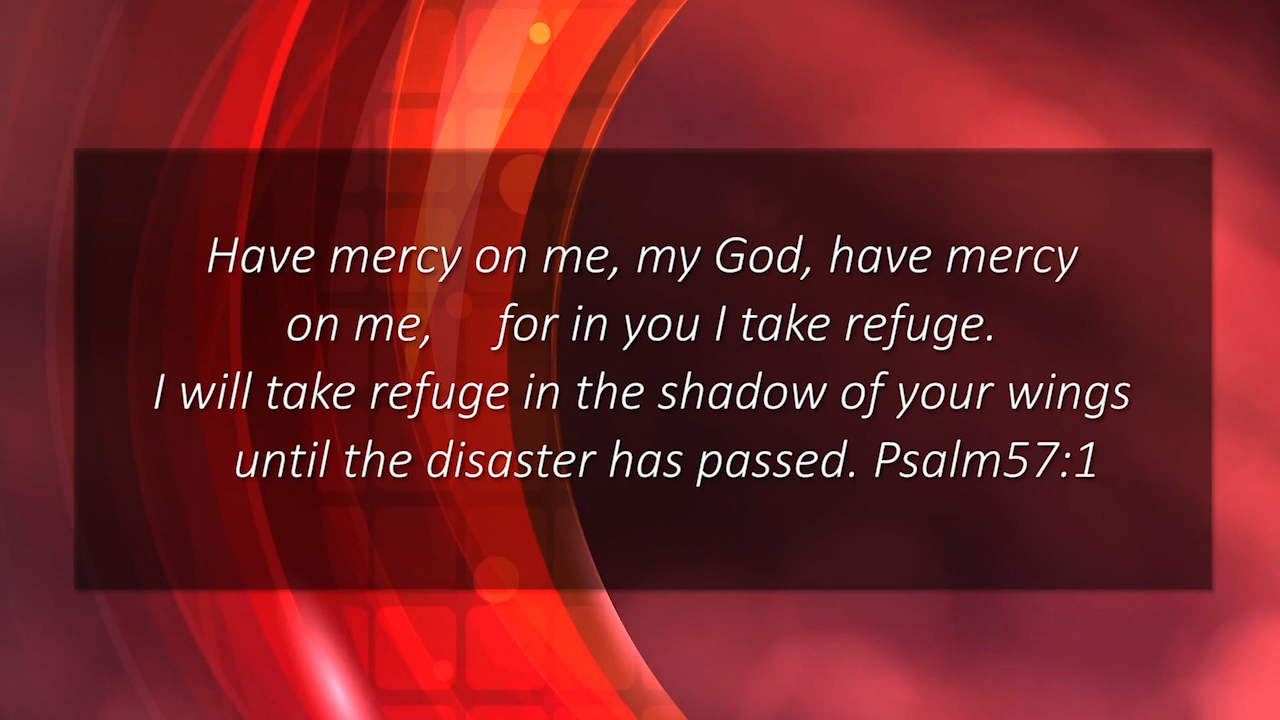 Have mercy on me, my God, have mercy
on me, for in you I take refuge.
I will take refuge in the shadow of your wings
until the disaster has passed. Psalm57:1